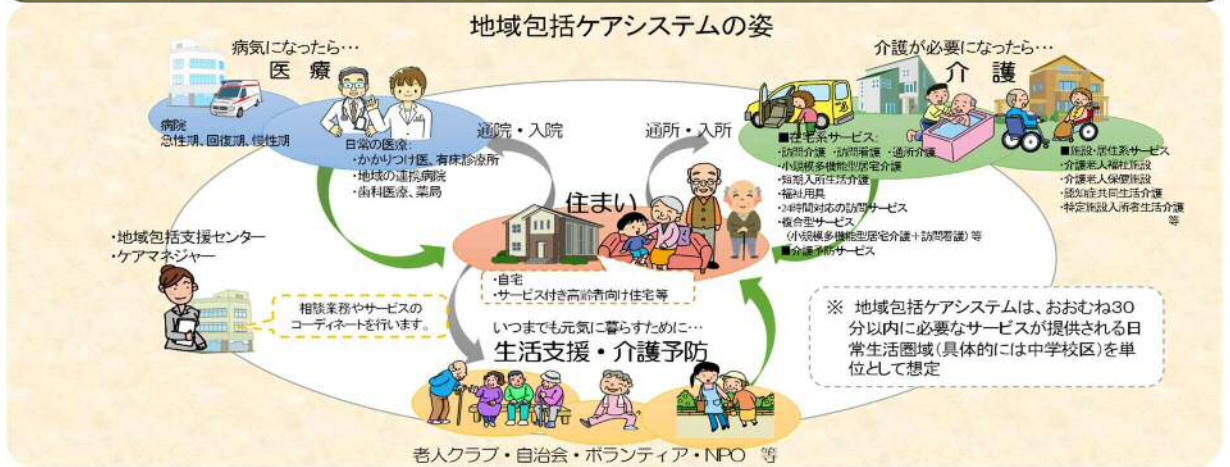 地域包括ケアシステムの姿
病気になったら…
医 療
介護が必要になったら…
介 護
病院
急性期、回復期、慢性期
日常の医療:
・かかりつけ医、有床診療所
・地域の連携病院
・歯科医療、薬局
通院・入院
通所・入所
■在宅系サービス:
・訪問介護 ・訪問看護 ・通所介護
・小規模多機能型居宅介護
・短期入所生活介護
・福祉用具
・24時間対応の訪問サービス
・複合型サービス
(小規模多機能型居宅介護+訪問看護)等
■介護予防サービス
■施設・居住系サービス
・介護老人福祉施設
・介護老人保健施設
・認知症共同生活介護
・特定施設入所者生活介護
等
住まい
・自宅
・サービス付き高齢者向け住宅等
・地域包括支援センター
・ケアマネジャー
相談業務やサービスの
コーディネートを行います。
いつまでも元気に暮らすために…
生活支援・介護予防
※ 地域包括ケアシステムは、おおむね30
分以内に必要なサービスが提供される日
常生活圏域(具体的には中学校区)を単
位として想定
老人クラブ・自治会・ボランティア・NPO 等